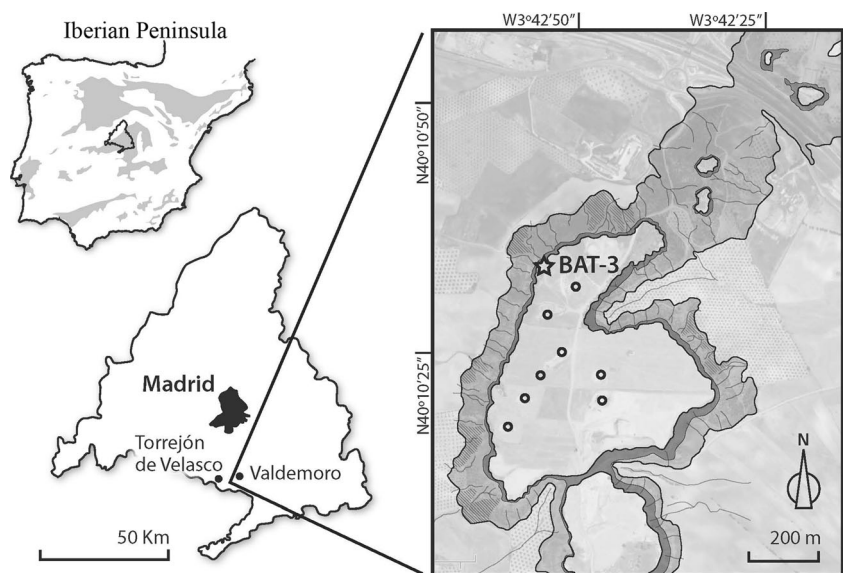 Iberian Peninsula
Madrid
Torrejón
de Velasco
Valdemoro
50 Km
W3º42'50"
W3º42'25"
N40º10'50"
N40º10'25"
BAT-3
N
200 m